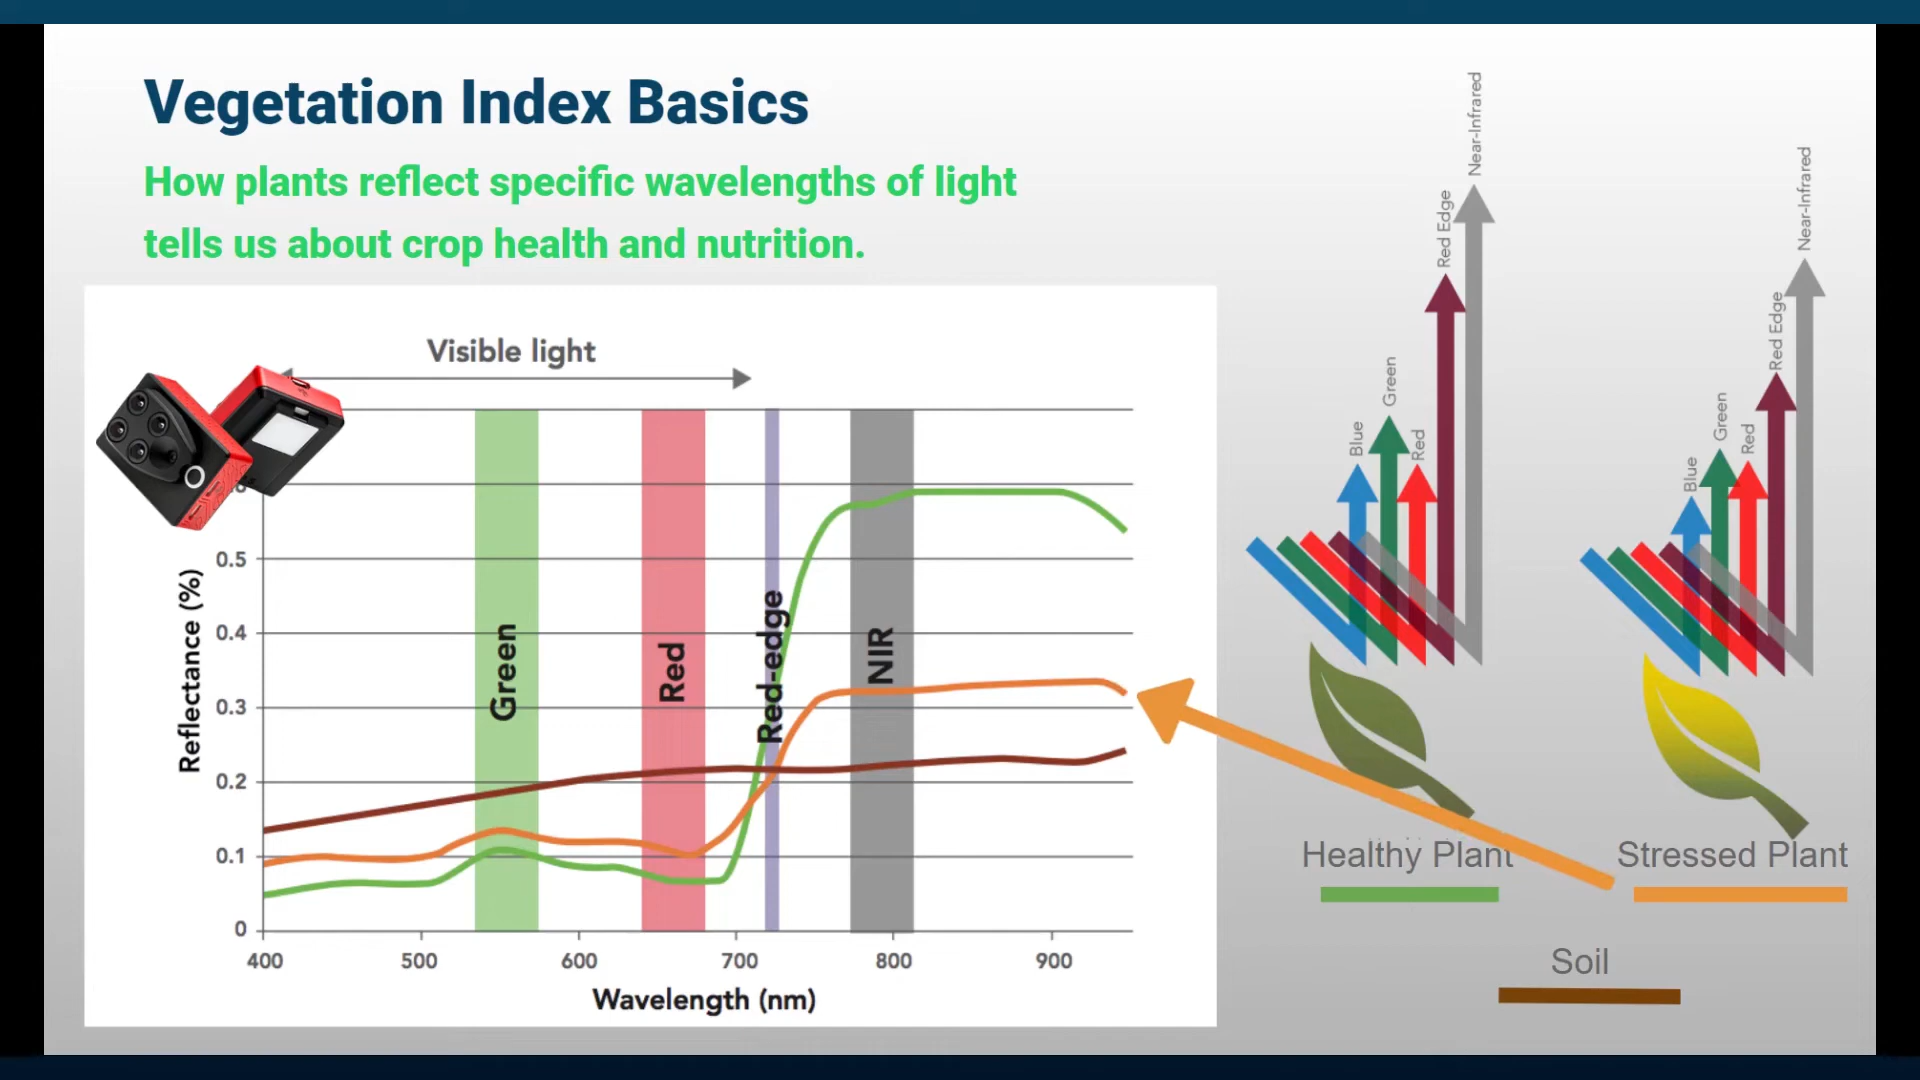 Vegetation Index Basics
How plants reflect specific wavelengths of light
tells us about crop health and nutrition.
Visible light
Reflectance (%)
0.5
0.4
0.3
0.2
0.1
0
Green
Red
Red-edge
NIR
400 500 600 700 800 900
Wavelength (nm)
Blue
Green
Red
Red Edge
Near-Infrared
Blue
Green
Red
Red Edge
Near-Infrared
Healthy Plant
Stressed Plant
Soil